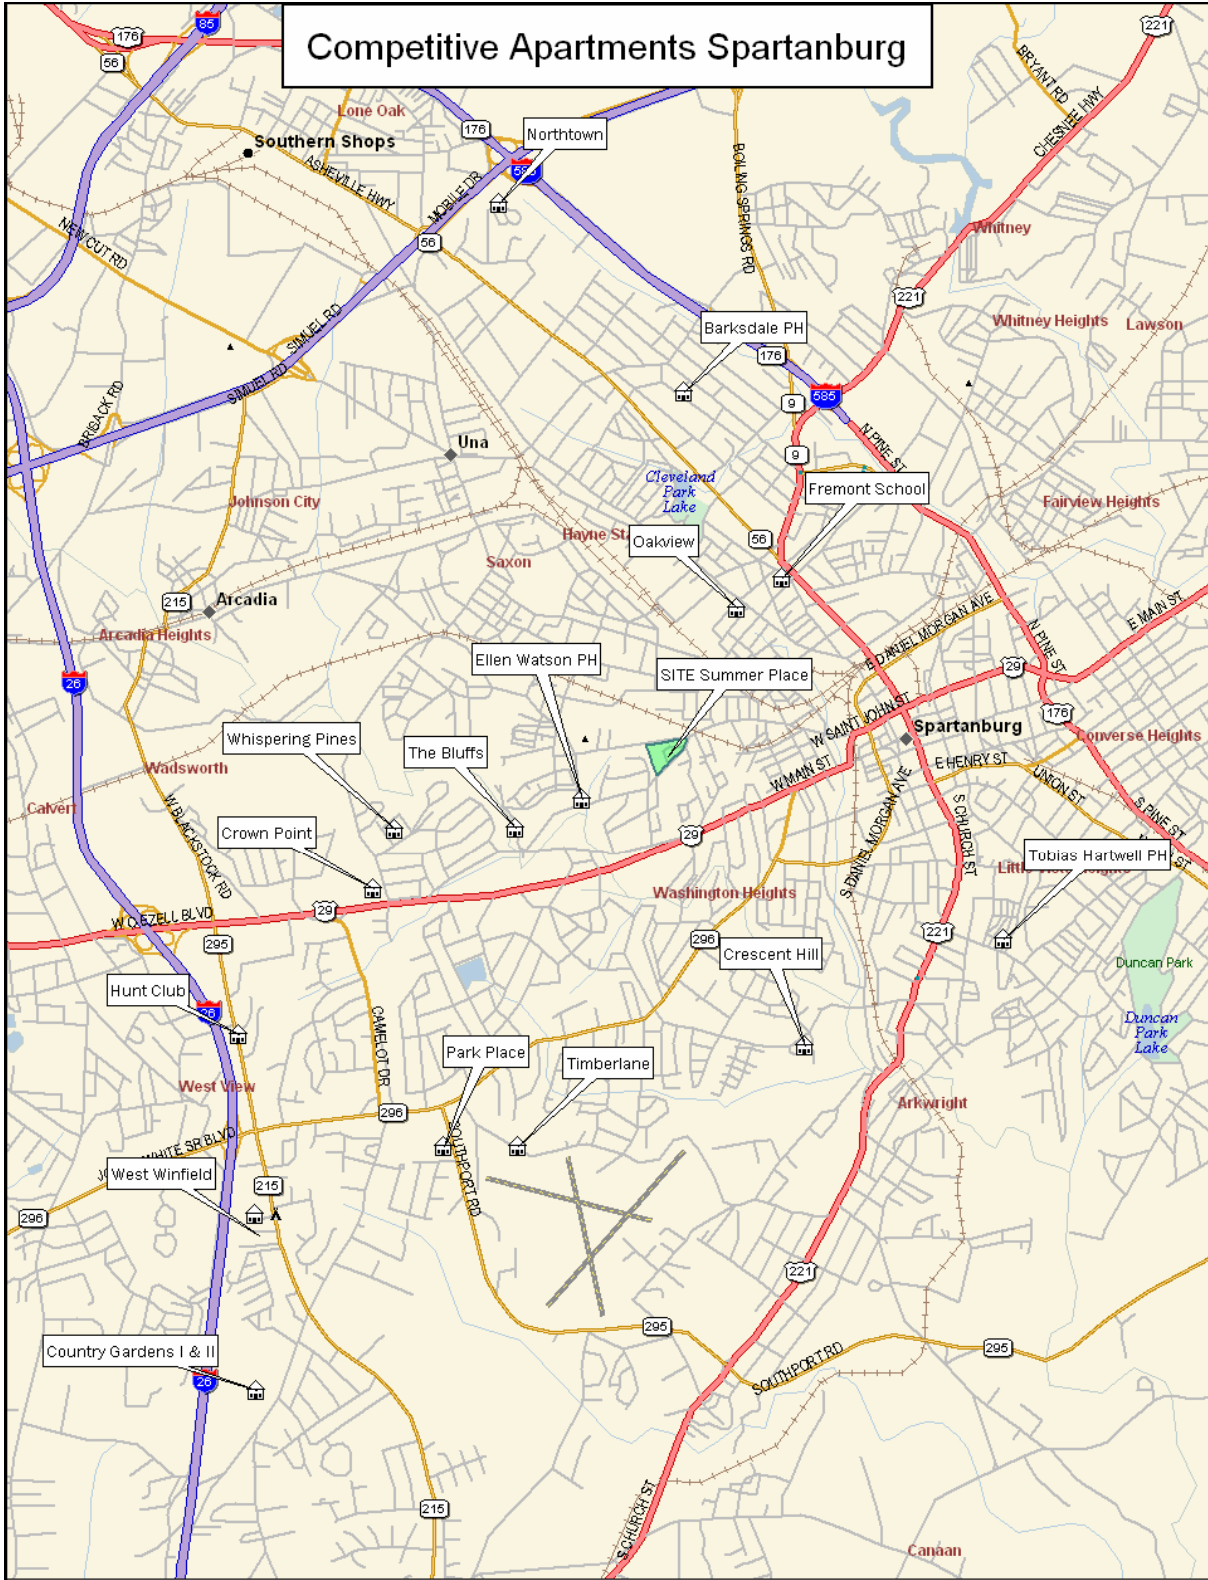 Competitive Apartments Spartanburg
85
176
221
56
BRYANT RD
CHESNEE HWY
Lone Oak
176
Northtown
Southern Shops
585
ASHEVILLE HWY
MOBILE DR
BOILING SPRINGS RD
NEW CUT RD
56
Whitney
221
SIMUEL RD
Barksdale PH
Whitney Heights
Lawson
176
SIMUEL RD
BRISACK RD
9
585
Una
9
N PINE ST
Cleveland
Park
Lake
Fremont School
Johnson City
Fairview Heights
Hayne
Oakview
56
Saxon
215
Arcadia
Arcadia Heights
E DANIEL MORGAN AVE
N PINE ST
E MAIN ST
Ellen Watson PH
SITE Summer Place
29
26
176
W SAINT JOHN ST
Spartanburg
Whispering Pines
The Bluffs
Converse Heights
Wadsworth
W MAIN ST
E HENRY ST
UNION ST
Calvert
W BLACKSTOCK RD
Crown Point
29
S DANIEL MORGAN AVE
S CHURCH ST
S PINE ST
Tobias Hartwell PH
Washington Heights
W O EZELL BLVD
29
295
296
221
Crescent Hill
Duncan Park
Hunt Club
26
CAMELOT DR
Duncan
Park
Lake
Park Place
Timberlane
West View
296
Arkwright
WHITE SR BLVD
SOUTHPORT RD
West Winfield
215
296
221
295
295
Country Gardens I & II
26
SOUTHPORT RD
215
S CHURCH ST
Canaan